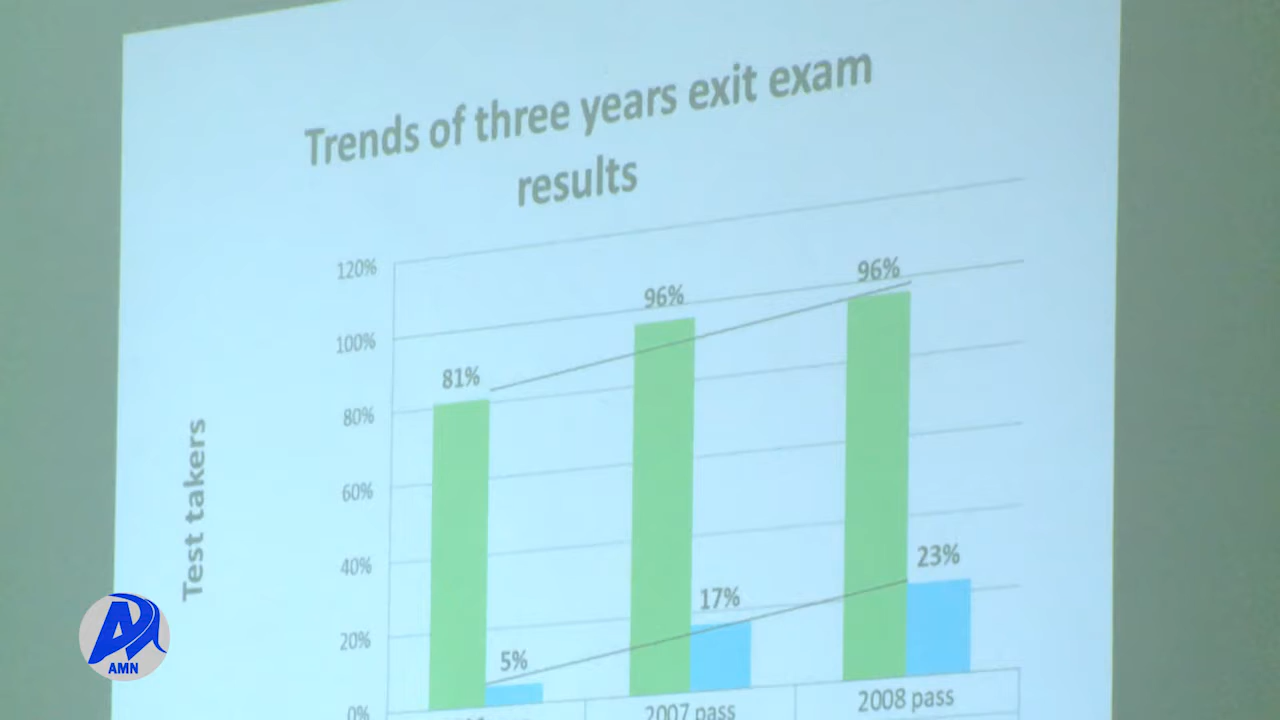 Trends of three years exit exam
results
120%
100%
80%
60%
40%
20%
0%
Test takers
81%
96%
96%
5%
17%
23%
2007 pass
2008 pass
AMN